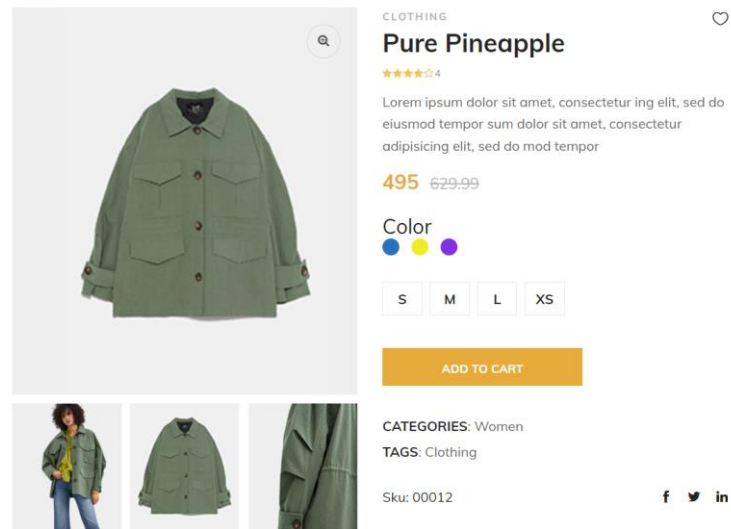 CLOTHING
Pure Pineapple
4
Lorem ipsum dolor sit amet, consectetur ing elit, sed do
eiusmod tempor sum dolor sit amet, consectetur
adipisicing elit, sed do mod tempor
495 629.99
Color
S M L XS
ADD TO CART
CATEGORIES: Women
TAGS: Clothing
Sku: 00012